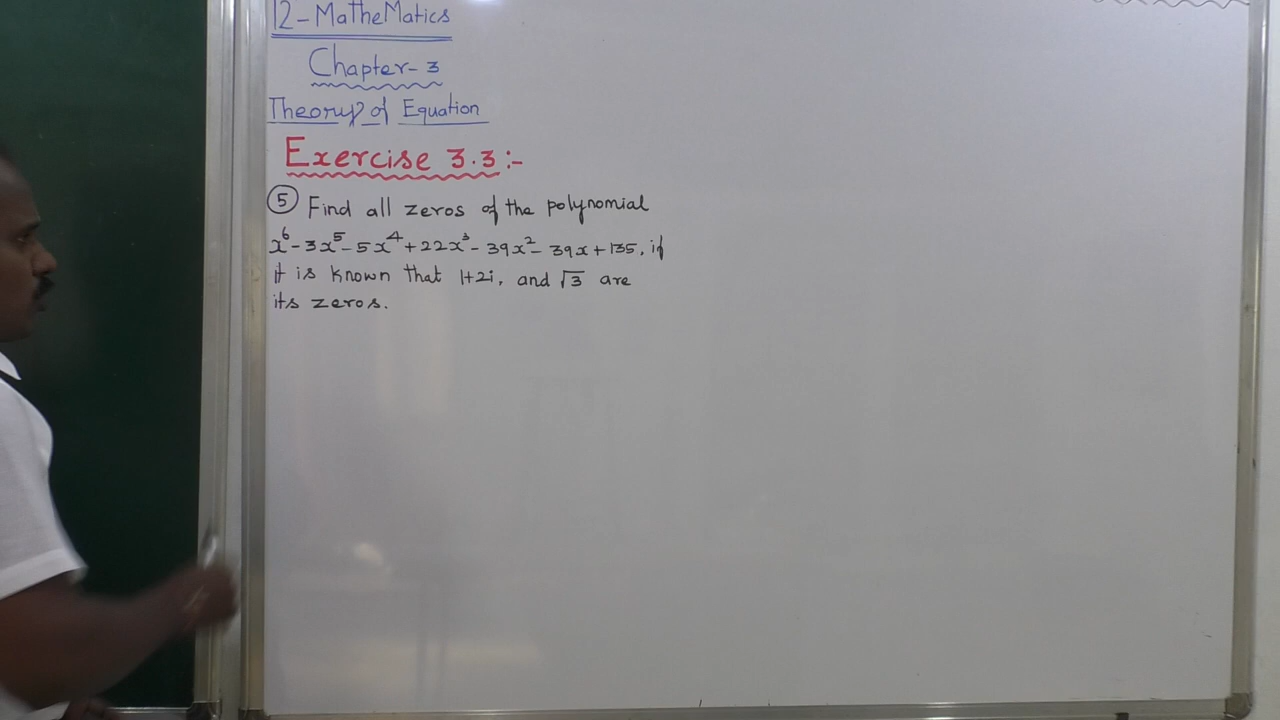 12-MatheMatics
Chapter-3
Theory of Equation
Exercise 3.3:-
5 Find all zeros of the polynomial
x⁶-3x⁵-5x⁴+22x³-39x²-39x+135, if
it is known that 1+2i, and √3 are
its zeros.